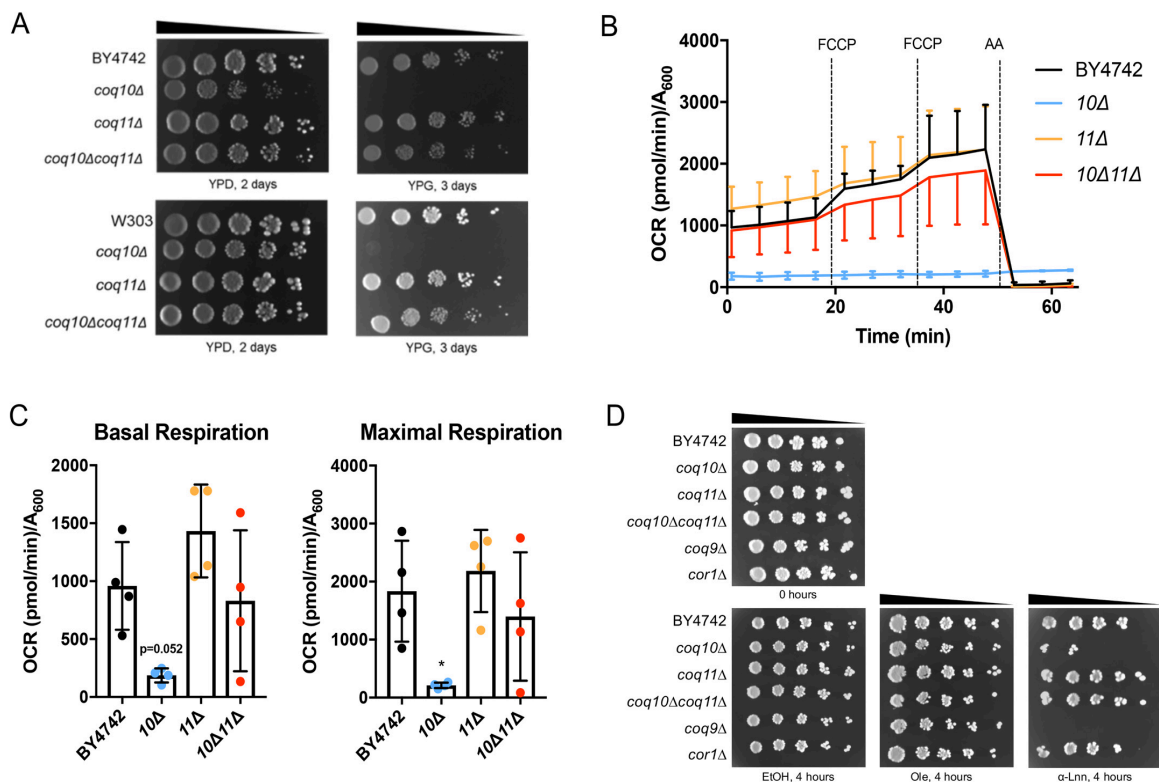 A
BY4742
coq10Δ
coq11Δ
coq10Δcoq11Δ
YPD, 2 days
YPG, 3 days
W303
coq10Δ
coq11Δ
coq10Δcoq11Δ
YPD, 2 days
YPG, 3 days
B
FCCP
FCCP
AA
4000
3000
2000
1000
0
OCR (pmol/min)/A600
0
20
40
60
Time (min)
BY4742
10Δ
11Δ
10Δ11Δ
C
Basal Respiration
2000
1500
1000
500
0
OCR (pmol/min)/A600
p=0.052
BY4742
10Δ
11Δ
10Δ11Δ
Maximal Respiration
4000
3000
2000
1000
0
OCR (pmol/min)/A600
*
BY4742
10Δ
11Δ
10Δ11Δ
D
BY4742
coq10Δ
coq11Δ
coq10Δcoq11Δ
coq9Δ
cor1Δ
0 hours
BY4742
coq10Δ
coq11Δ
coq10Δcoq11Δ
coq9Δ
cor1Δ
EtOH, 4 hours
Ole, 4 hours
α-Lnn, 4 hours